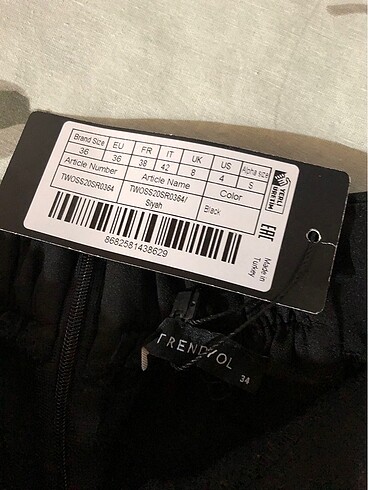 Brand Size EU FR IT UK US Alpha size
36 36 38 42 8 4 S
Article Number Article Name Color
TWOSS20SR0364 TWOSS20SR0364/ Black
Siyah
8682581438629
YERLİ
ÜRETİM
EAC
Made in
Turkey
TRENDYOL
34